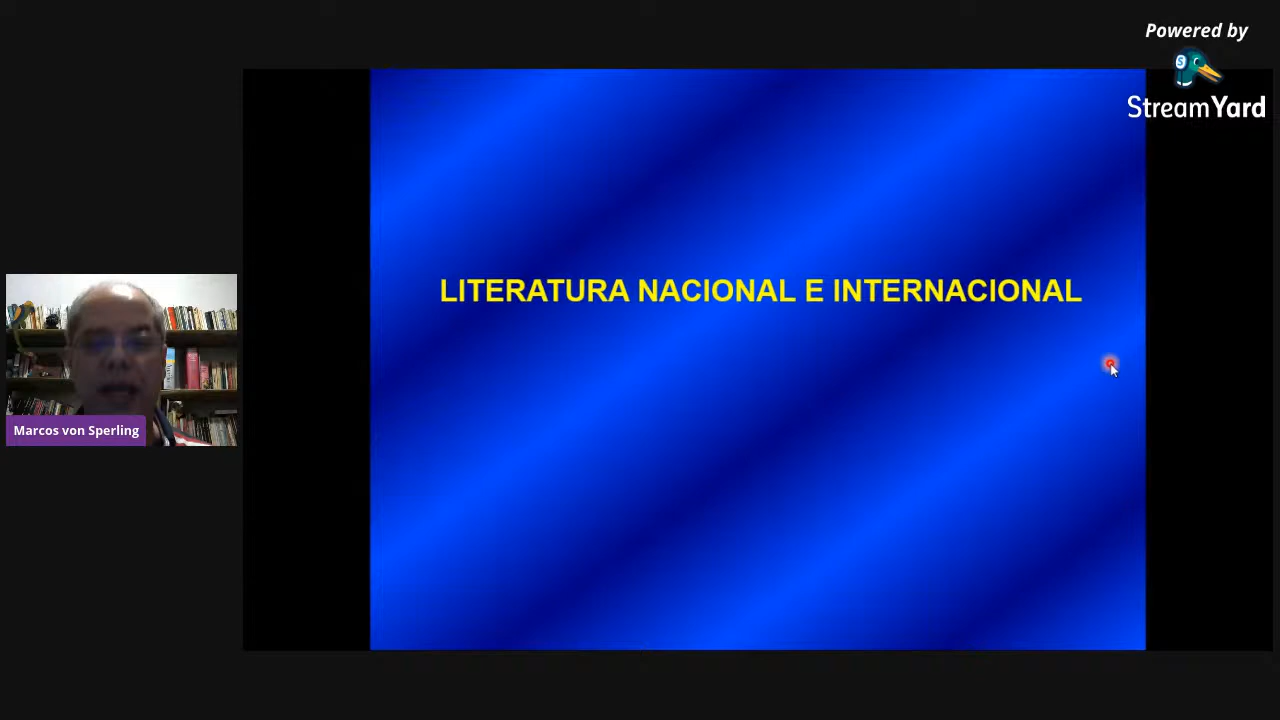 Powered by
StreamYard
LITERATURA NACIONAL E INTERNACIONAL
Marcos von Sperling